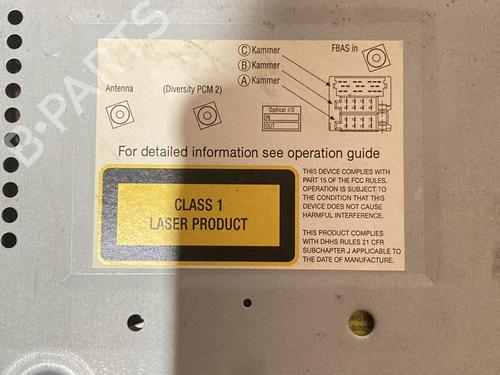 C Kammer
FBAS in
B Kammer
A Kammer
Antenna
(Diversity PCM 2)
Optical I/O
IN
OUT
For detailed information see operation guide
CLASS 1
LASER PRODUCT
THIS DEVICE COMPLIES WITH
PART 15 OF THE FCC RULES.
OPERATION IS SUBJECT TO
THE CONDITION THAT THIS
DEVICE DOES NOT CAUSE
HARMFUL INTERFERENCE.
THIS PRODUCT COMPLIES
WITH DHHS RULES 21 CFR
SUBCHAPTER J APPLICABLE TO
THE DATE OF MANUFACTURE.
B-PARTS